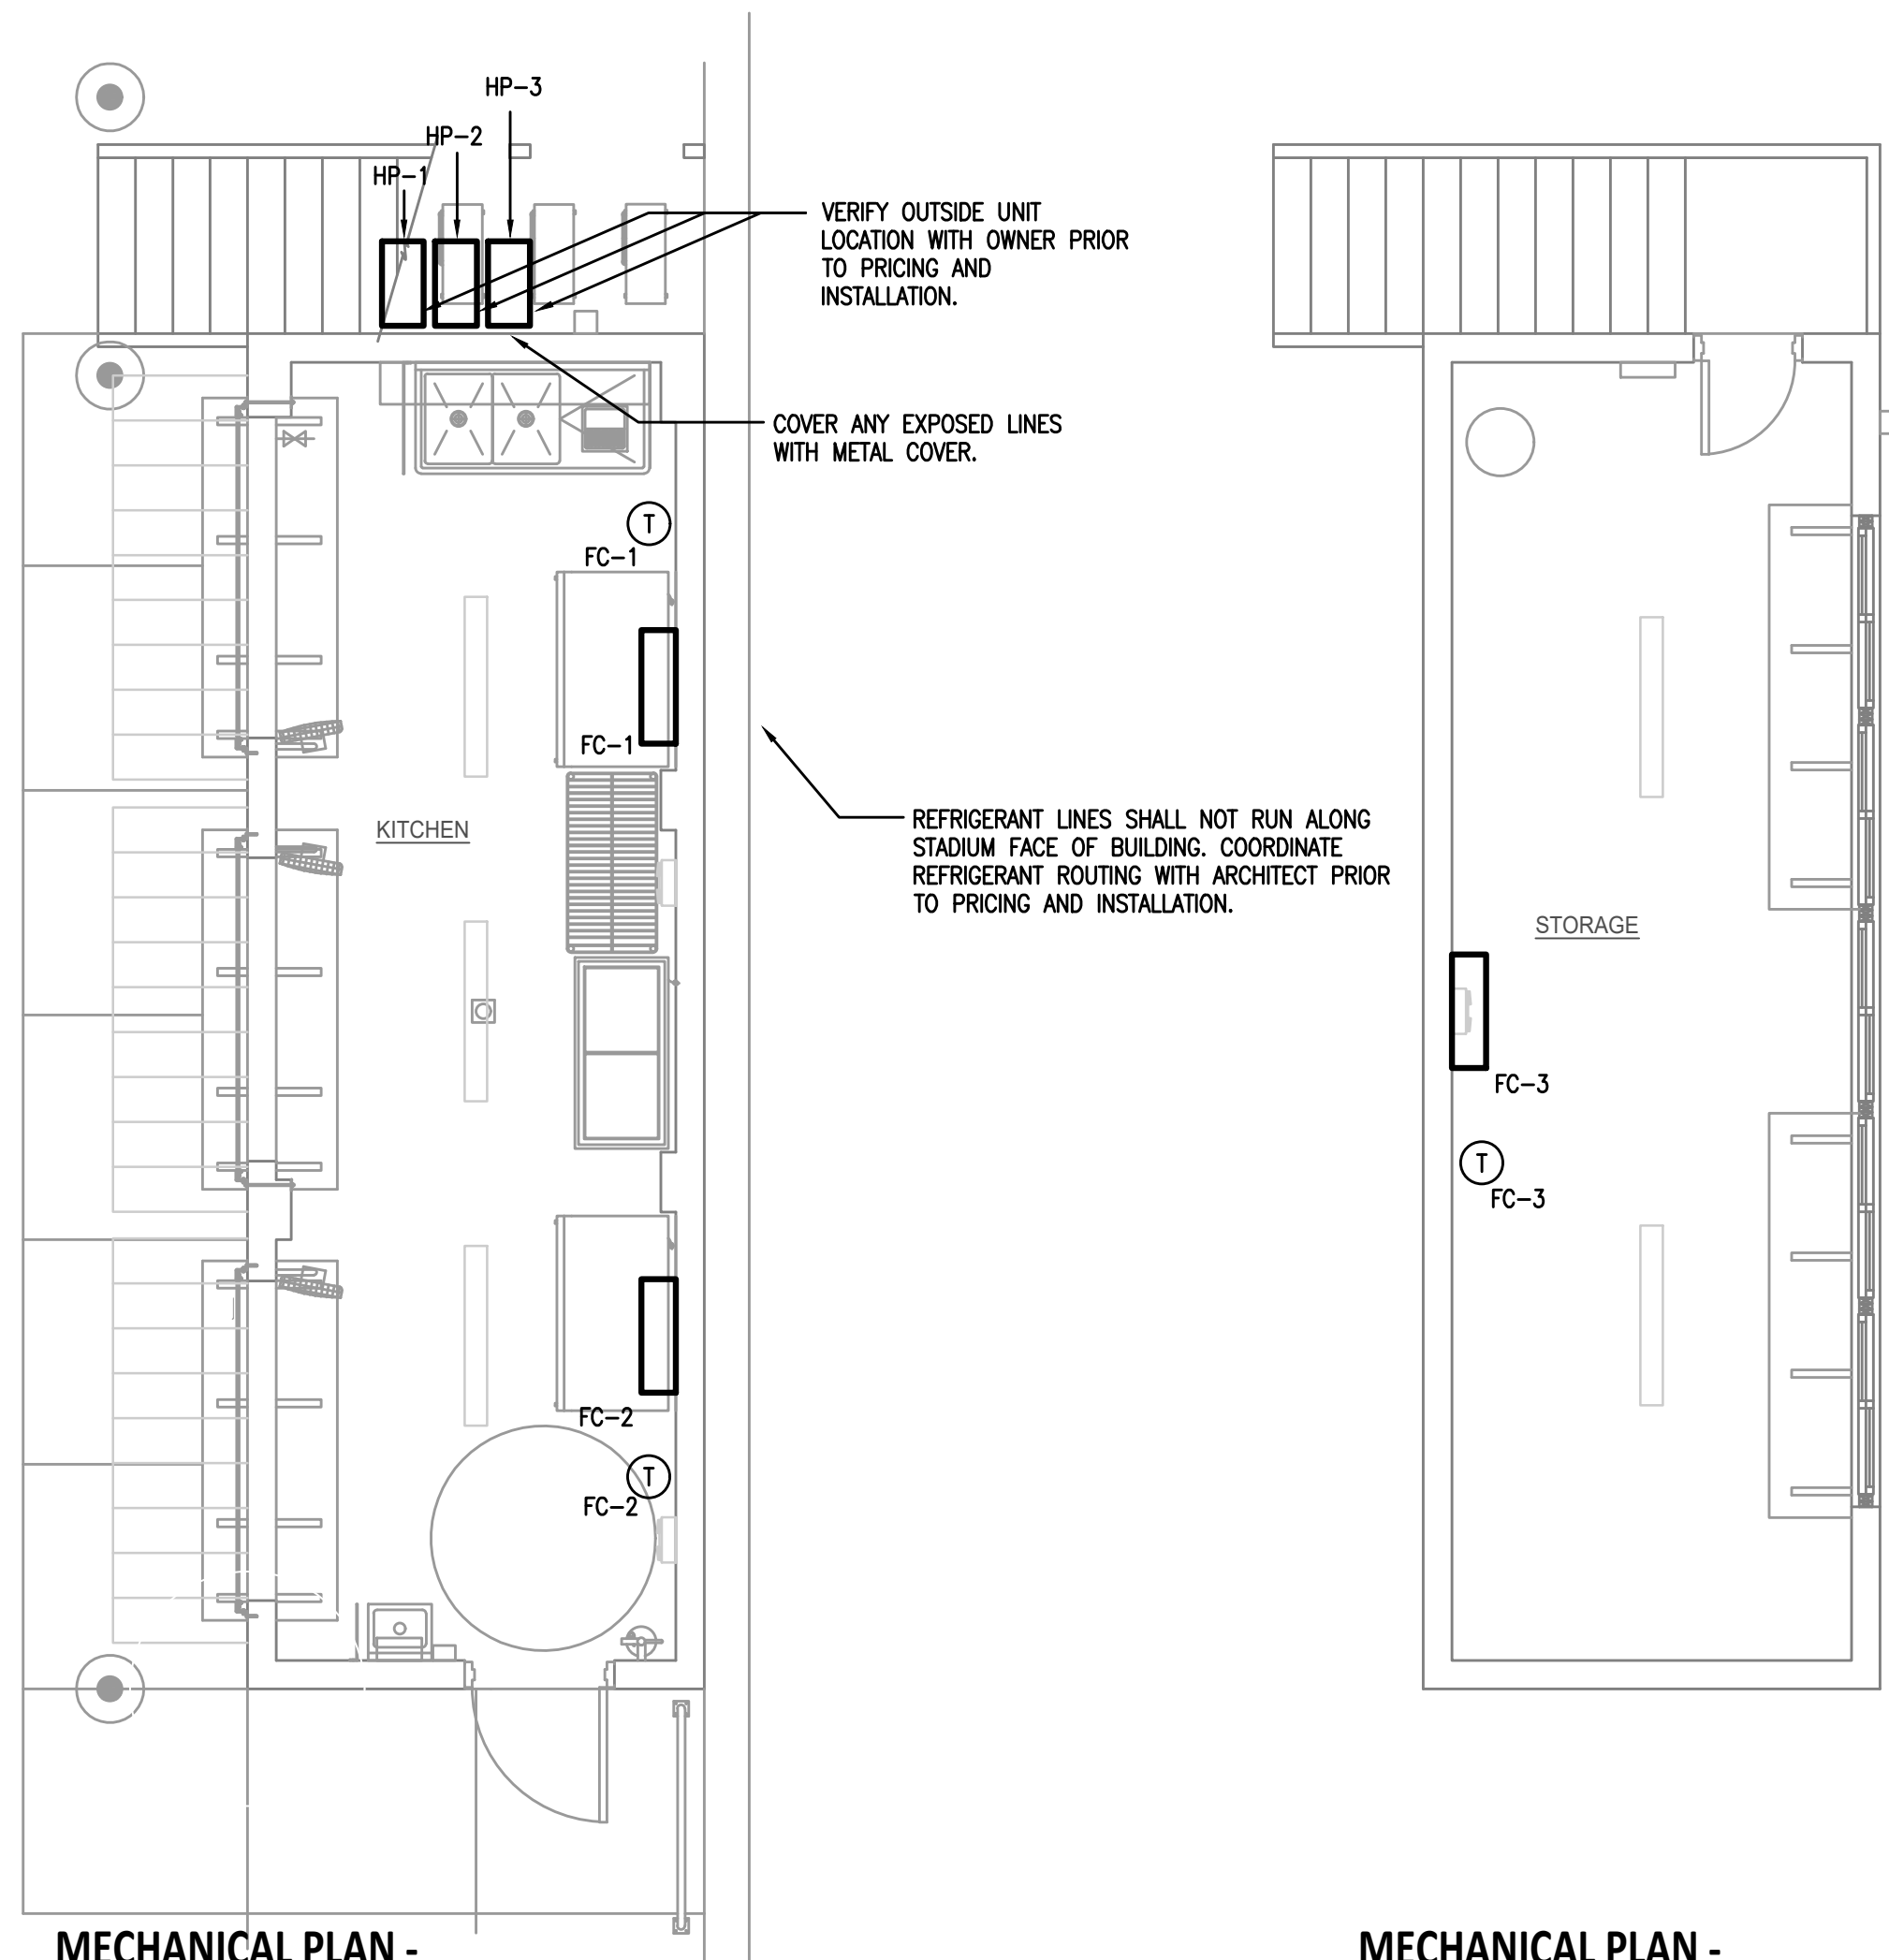 HP-3
HP-2
HP-1
VERIFY OUTSIDE UNIT
LOCATION WITH OWNER PRIOR
TO PRICING AND
INSTALLATION.
COVER ANY EXPOSED LINES
WITH METAL COVER.
T
FC-1
FC-1
KITCHEN
REFRIGERANT LINES SHALL NOT RUN ALONG
STADIUM FACE OF BUILDING. COORDINATE
REFRIGERANT ROUTING WITH ARCHITECT PRIOR
TO PRICING AND INSTALLATION.
FC-2
T
FC-2
STORAGE
FC-3
T
FC-3
MECHANICAL PLAN -
MECHANICAL PLAN -